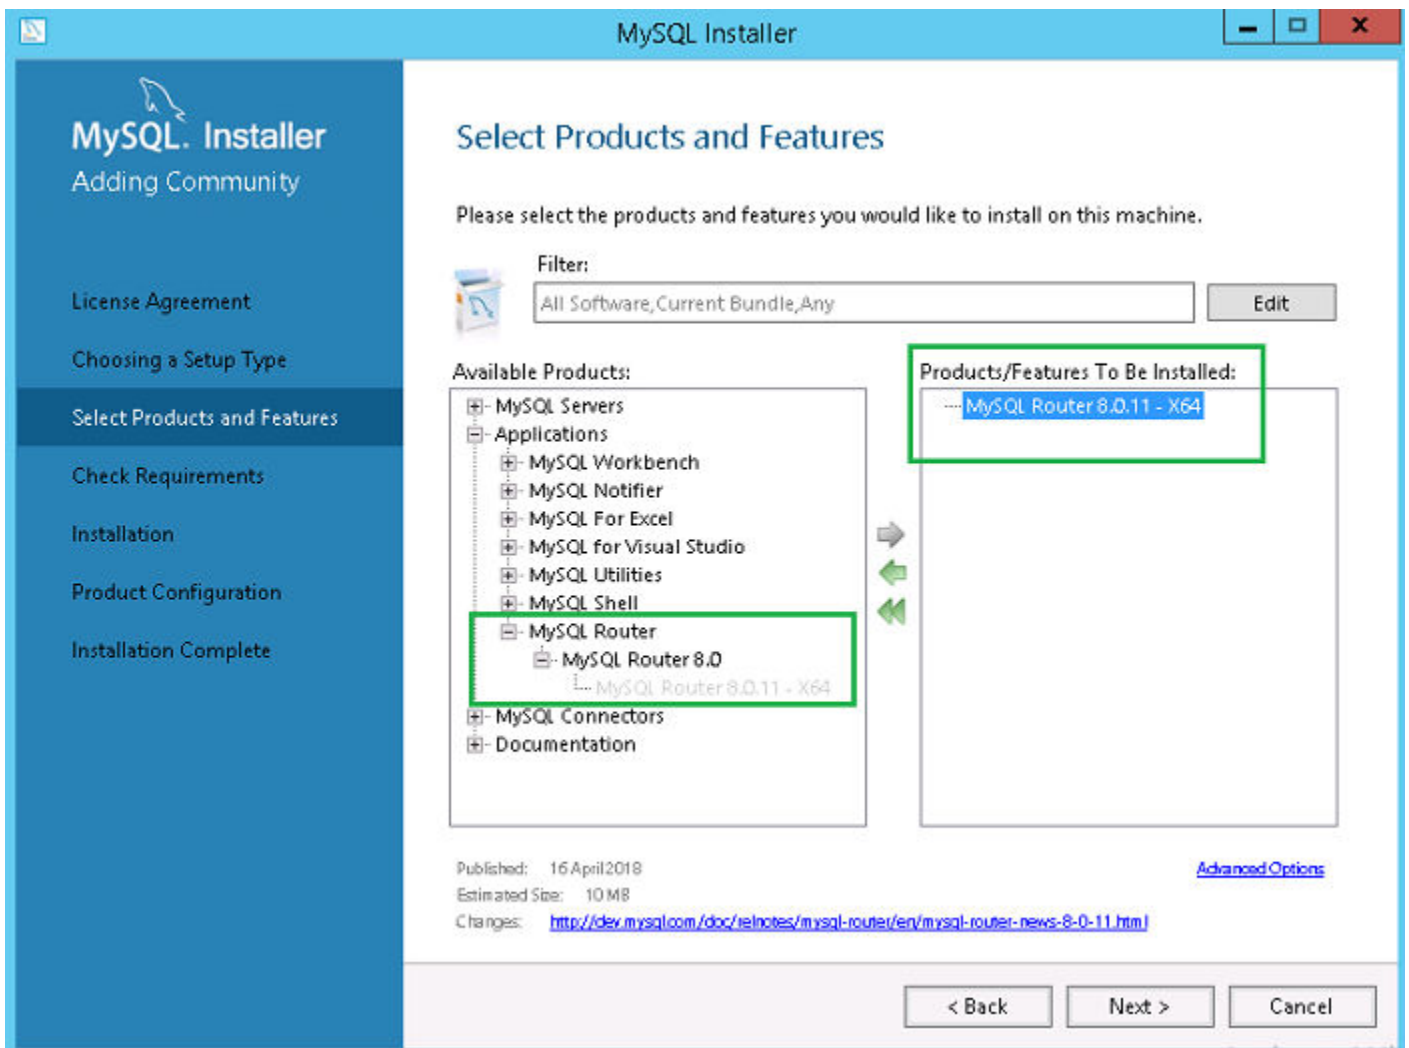 MySQL Installer
MySQL. Installer
Adding Community
License Agreement
Choosing a Setup Type
Select Products and Features
Check Requirements
Installation
Product Configuration
Installation Complete
Select Products and Features
Please select the products and features you would like to install on this machine.
Filter:
All Software,Current Bundle,Any
Edit
Available Products:
MySQL Servers
Applications
MySQL Workbench
MySQL Notifier
MySQL For Excel
MySQL for Visual Studio
MySQL Utilities
MySQL Shell
MySQL Router
MySQL Router 8.0
MySQL Router 8.0.11 - X64
MySQL Connectors
Documentation
Products/Features To Be Installed:
MySQL Router 8.0.11 - X64
Published: 16 April 2018
Estimated Size: 10 MB
Changes: http://dev.mysql.com/doc/relnotes/mysql-router/en/mysql-router-news-8-0-11.html
Advanced Options
< Back
Next >
Cancel